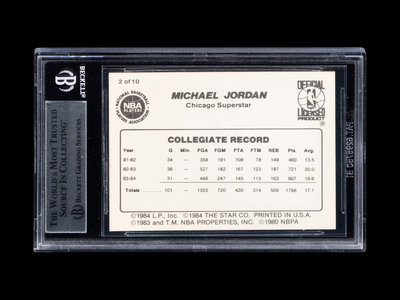 BECKETT
THE WORLD'S MOST TRUSTED
SOURCE IN COLLECTING™
BECKETT GRADING SERVICES
2 of 10
NATIONAL BASKETBALL
NBA
PLAYERS
MICHAEL JORDAN
Chicago Superstar
OFFICIAL
LICENSED
PRODUCT
COLLEGIATE RECORD
Year G Min FGA FGM FTA FTM REB Pts. Avg.
81-82 34 — 358 191 108 78 149 460 13.5
82-83 36 — 527 282 167 123 197 721 20.0
83-84 31 — 448 247 145 113 163 607 19.6
Totals 101 — 1333 720 420 314 509 1788 17.7
©1984 L.P., Inc. ©1984 THE STAR CO. PRINTED IN U.S.A.
©1983 and T.M. NBA PROPERTIES, INC. ©1980 NBPA